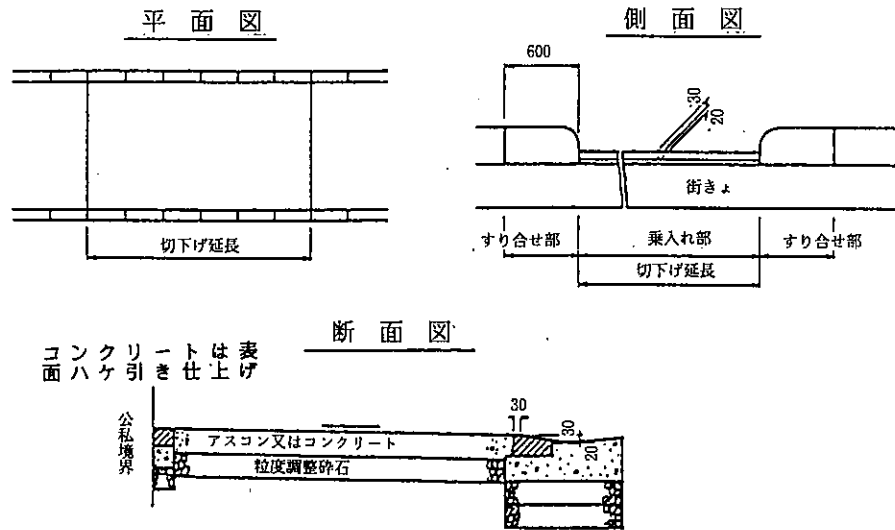 平面図
切下げ延長
側面図
600
30
20
街きょ
すり合せ部
乗入れ部
すり合せ部
切下げ延長
断面図
コンクリートは表
面ハケ引き仕上げ
公私境界
アスコン又はコンクリート
粒度調整砕石
30
30
20